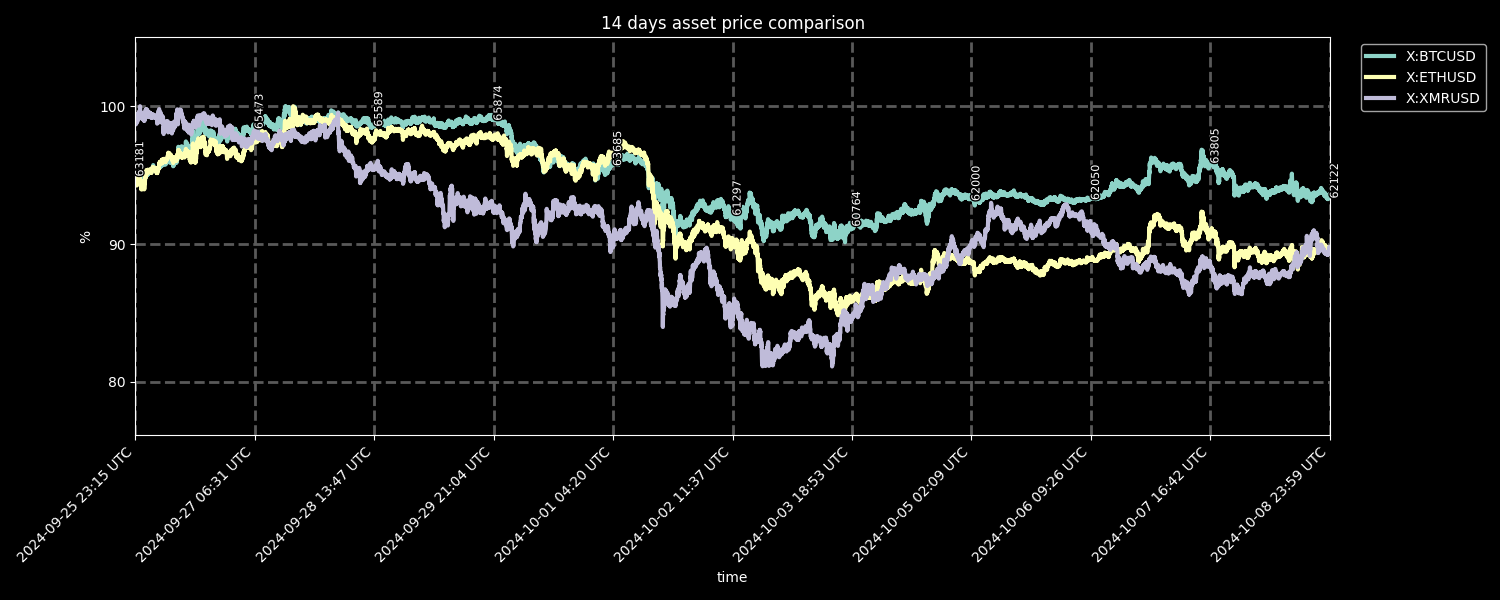 14 days asset price comparison
X:BTCUSD
X:ETHUSD
X:XMRUSD
100
90
80
%
63181
65473
65589
65874
63685
61297
60764
62000
62050
63805
62122
2024-09-25 23:15 UTC
2024-09-27 06:31 UTC
2024-09-28 13:47 UTC
2024-09-29 21:04 UTC
2024-10-01 04:20 UTC
2024-10-02 11:37 UTC
2024-10-03 18:53 UTC
2024-10-05 02:09 UTC
2024-10-06 09:26 UTC
2024-10-07 16:42 UTC
2024-10-08 23:59 UTC
time